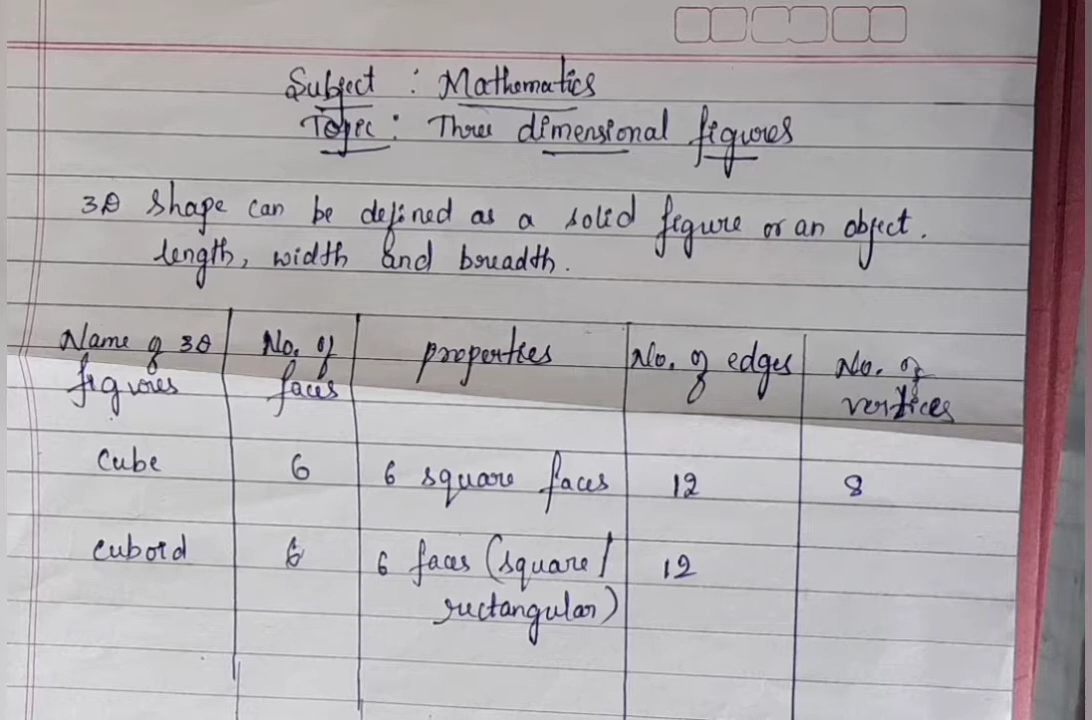 Subject : Mathematics
Topic : Three dimensional figures
3D shape can be defined as a solid figure or an object.
length, width and breadth.
Name of 3D figures | No. of faces | properties | No. of edges | No. of vertices
cube | 6 | 6 square faces | 12 | 8
cuboid | 6 | 6 faces (square/ | 12
rectangular)